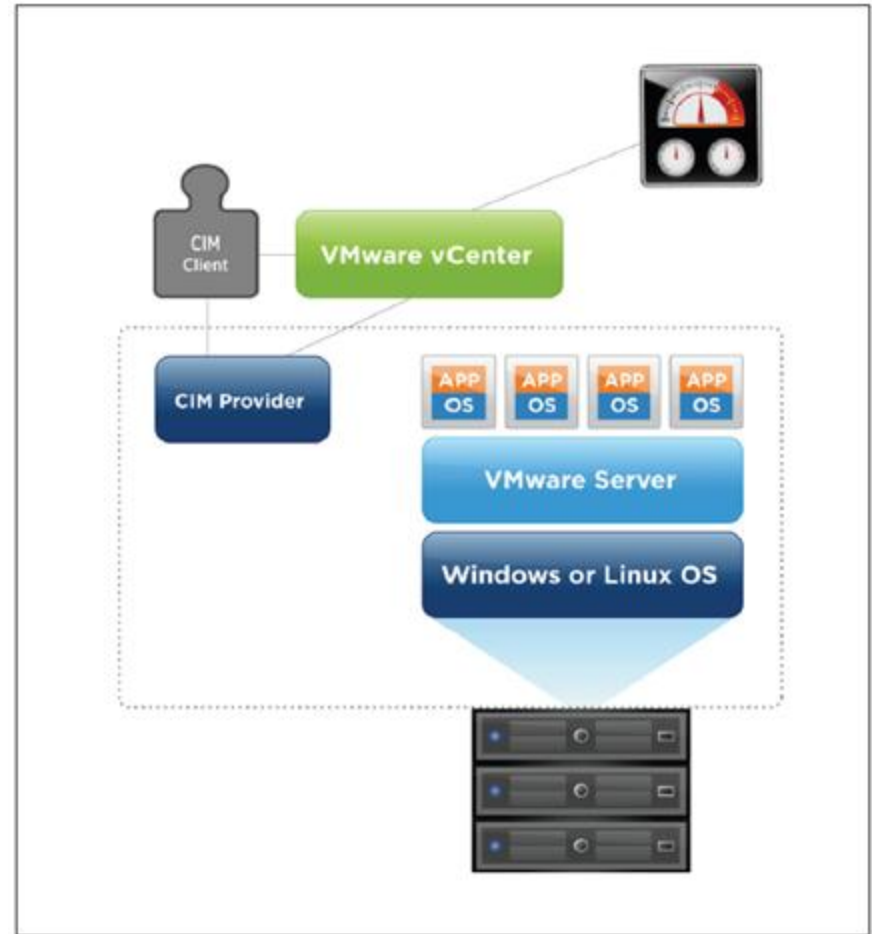 CIM
Client
VMware vCenter
CIM Provider
APP APP APP APP
OS OS OS OS
VMware Server
Windows or Linux OS